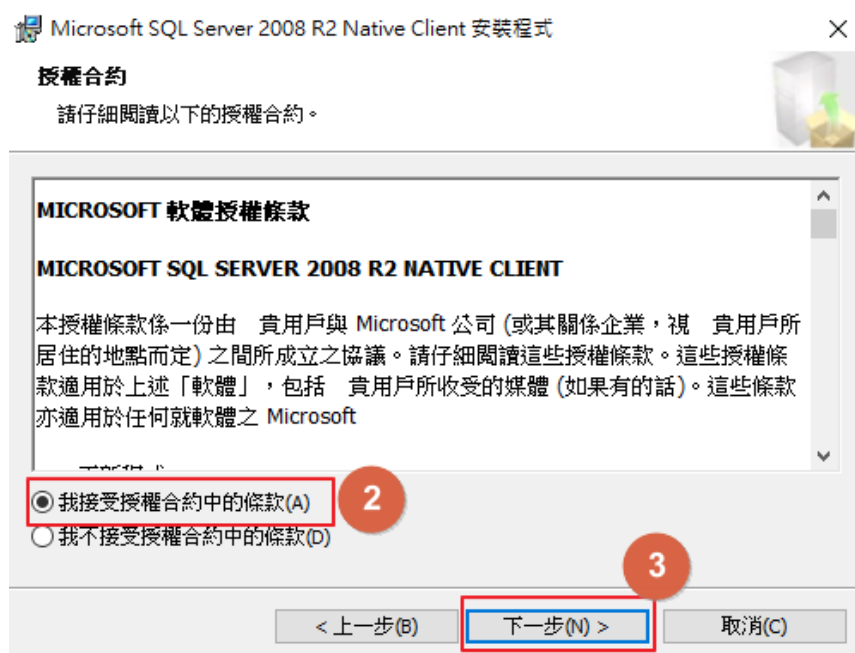 Microsoft SQL Server 2008 R2 Native Client 安裝程式
授權合約
請仔細閱讀以下的授權合約。
MICROSOFT 軟體授權條款
MICROSOFT SQL SERVER 2008 R2 NATIVE CLIENT
本授權條款係一份由 貴用戶與 Microsoft 公司 (或其關係企業，視 貴用戶所
居住的地點而定) 之間所成立之協議。請仔細閱讀這些授權條款。這些授權條
款適用於上述「軟體」，包括 貴用戶所收受的媒體 (如果有的話)。這些條款
亦適用於任何就軟體之 Microsoft
我接受授權合約中的條款(A)
2
我不接受授權合約中的條款(D)
3
< 上一步(B)
下一步(N) >
取消(C)